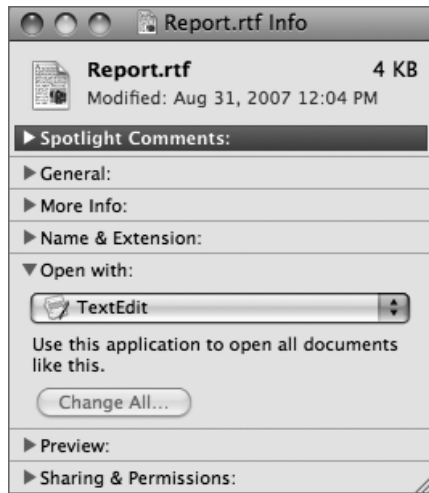 Report.rtf Info
Report.rtf 4 KB
Modified: Aug 31, 2007 12:04 PM
Spotlight Comments:
General:
More Info:
Name & Extension:
Open with:
TextEdit
Use this application to open all documents
like this.
Change All...
Preview:
Sharing & Permissions: